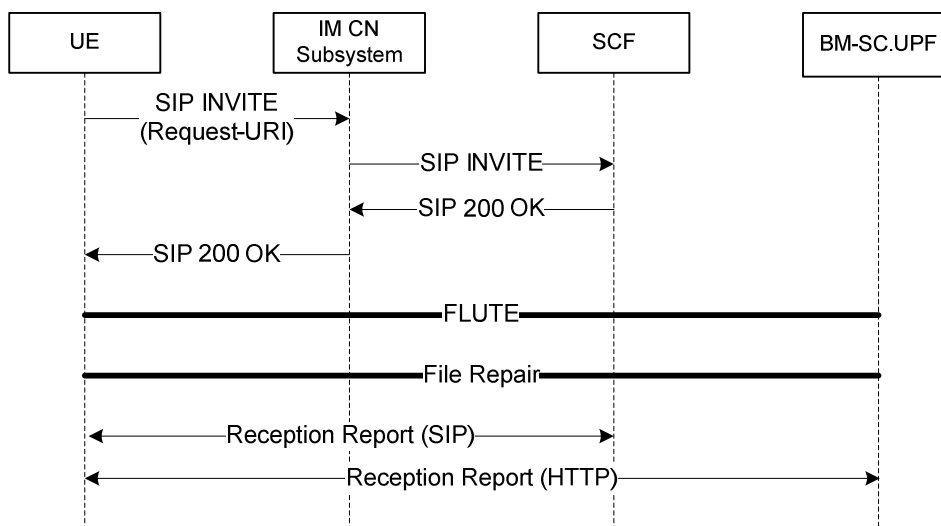 UE
IM CN
Subsystem
SCF
BM-SC.UPF
SIP INVITE
(Request-URI)
SIP INVITE
SIP 200 OK
SIP 200 OK
FLUTE
File Repair
Reception Report (SIP)
Reception Report (HTTP)